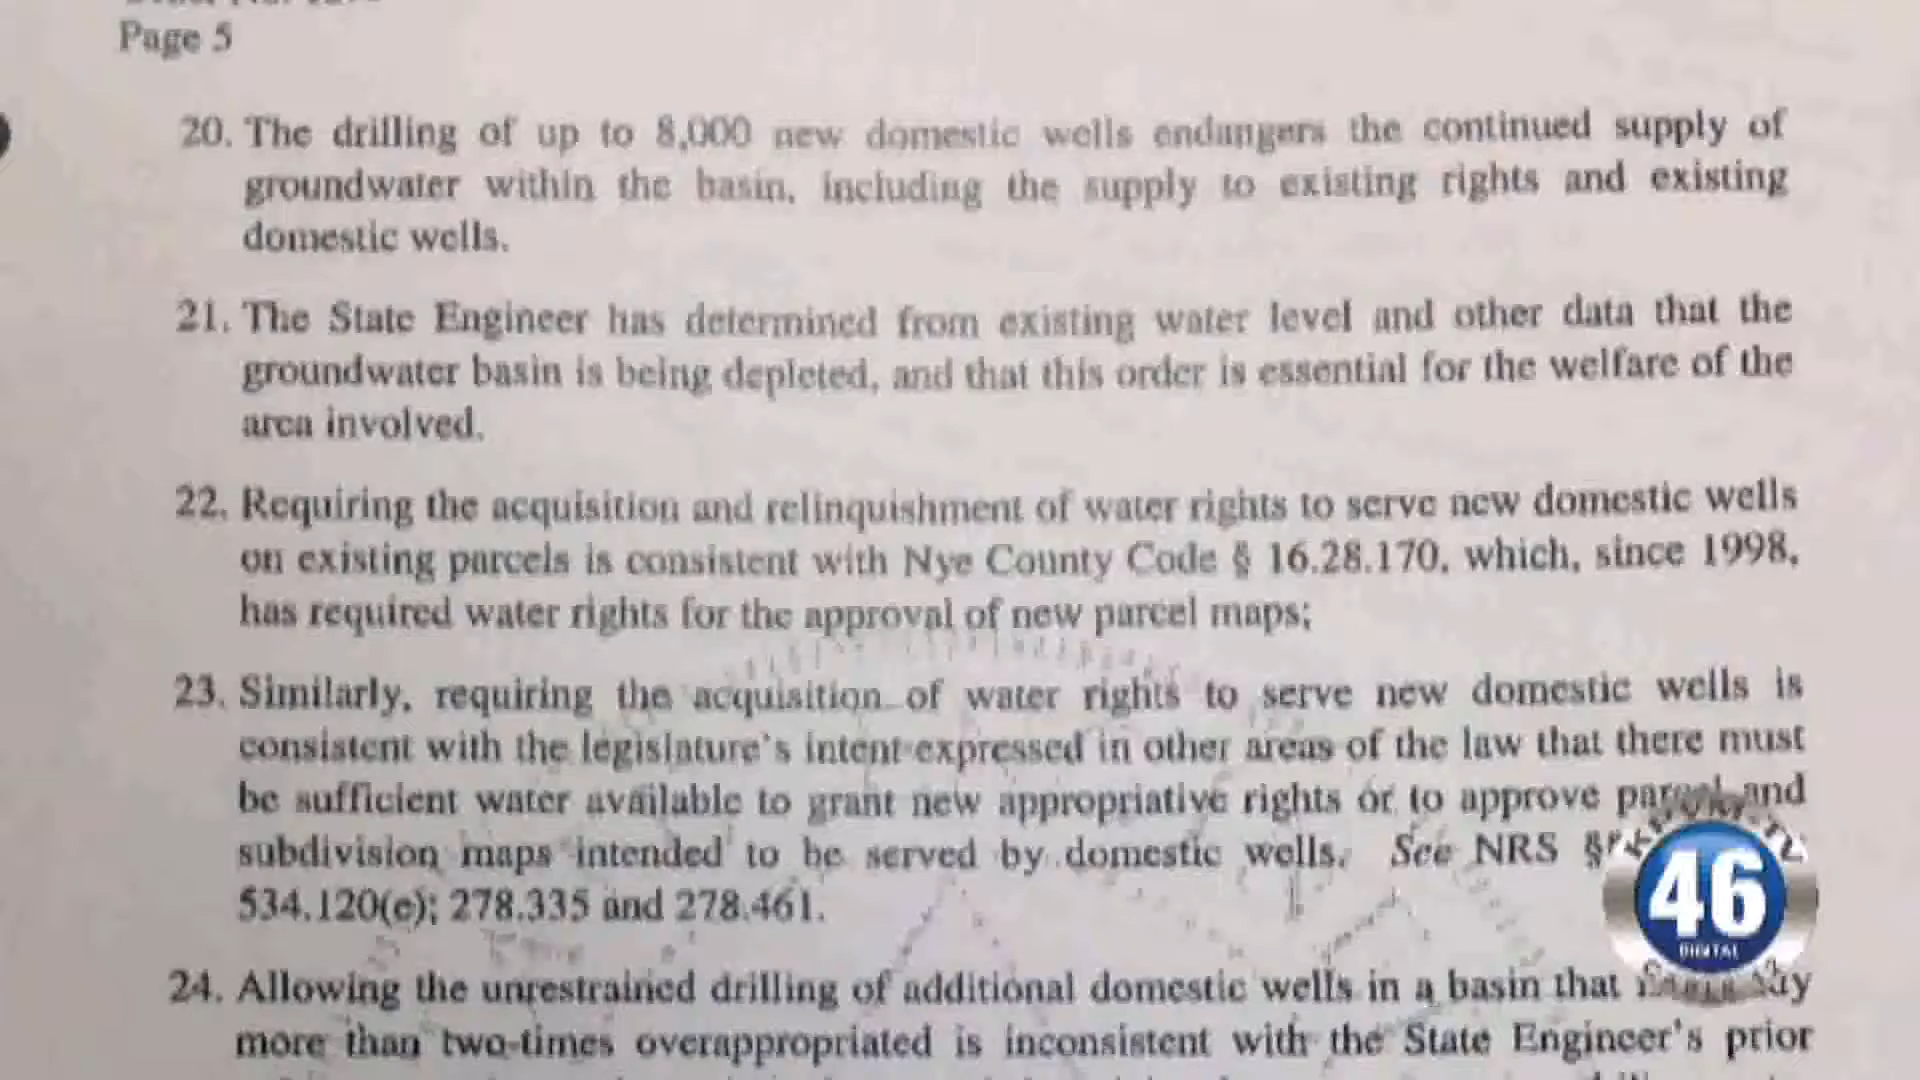 Page 5
20. The drilling of up to 8,000 new domestic wells endangers the continued supply of
groundwater within the basin, including the supply to existing rights and existing
domestic wells.
21. The State Engineer has determined from existing water level and other data that the
groundwater basin is being depleted, and that this order is essential for the welfare of the
area involved.
22. Requiring the acquisition and relinquishment of water rights to serve new domestic wells
on existing parcels is consistent with Nye County Code § 16.28.170, which, since 1998,
has required water rights for the approval of new parcel maps;
23. Similarly, requiring the acquisition of water rights to serve new domestic wells is
consistent with the legislature's intent expressed in other areas of the law that there must
be sufficient water available to grant new appropriative rights or to approve parcel and
subdivision maps intended to be served by domestic wells. See NRS §
534.120(e); 278.335 and 278.461.
24. Allowing the unrestrained drilling of additional domestic wells in a basin that
more than two-times overappropriated is inconsistent with the State Engineer's prior
46
DIGITAL